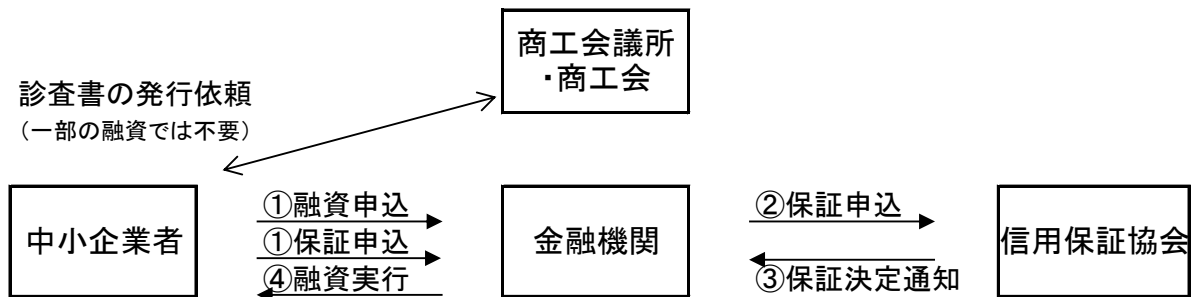 商工会議所
・商工会
診査書の発行依頼
（一部の融資では不要）
中小企業者
①融資申込
①保証申込
④融資実行
金融機関
②保証申込
③保証決定通知
信用保証協会